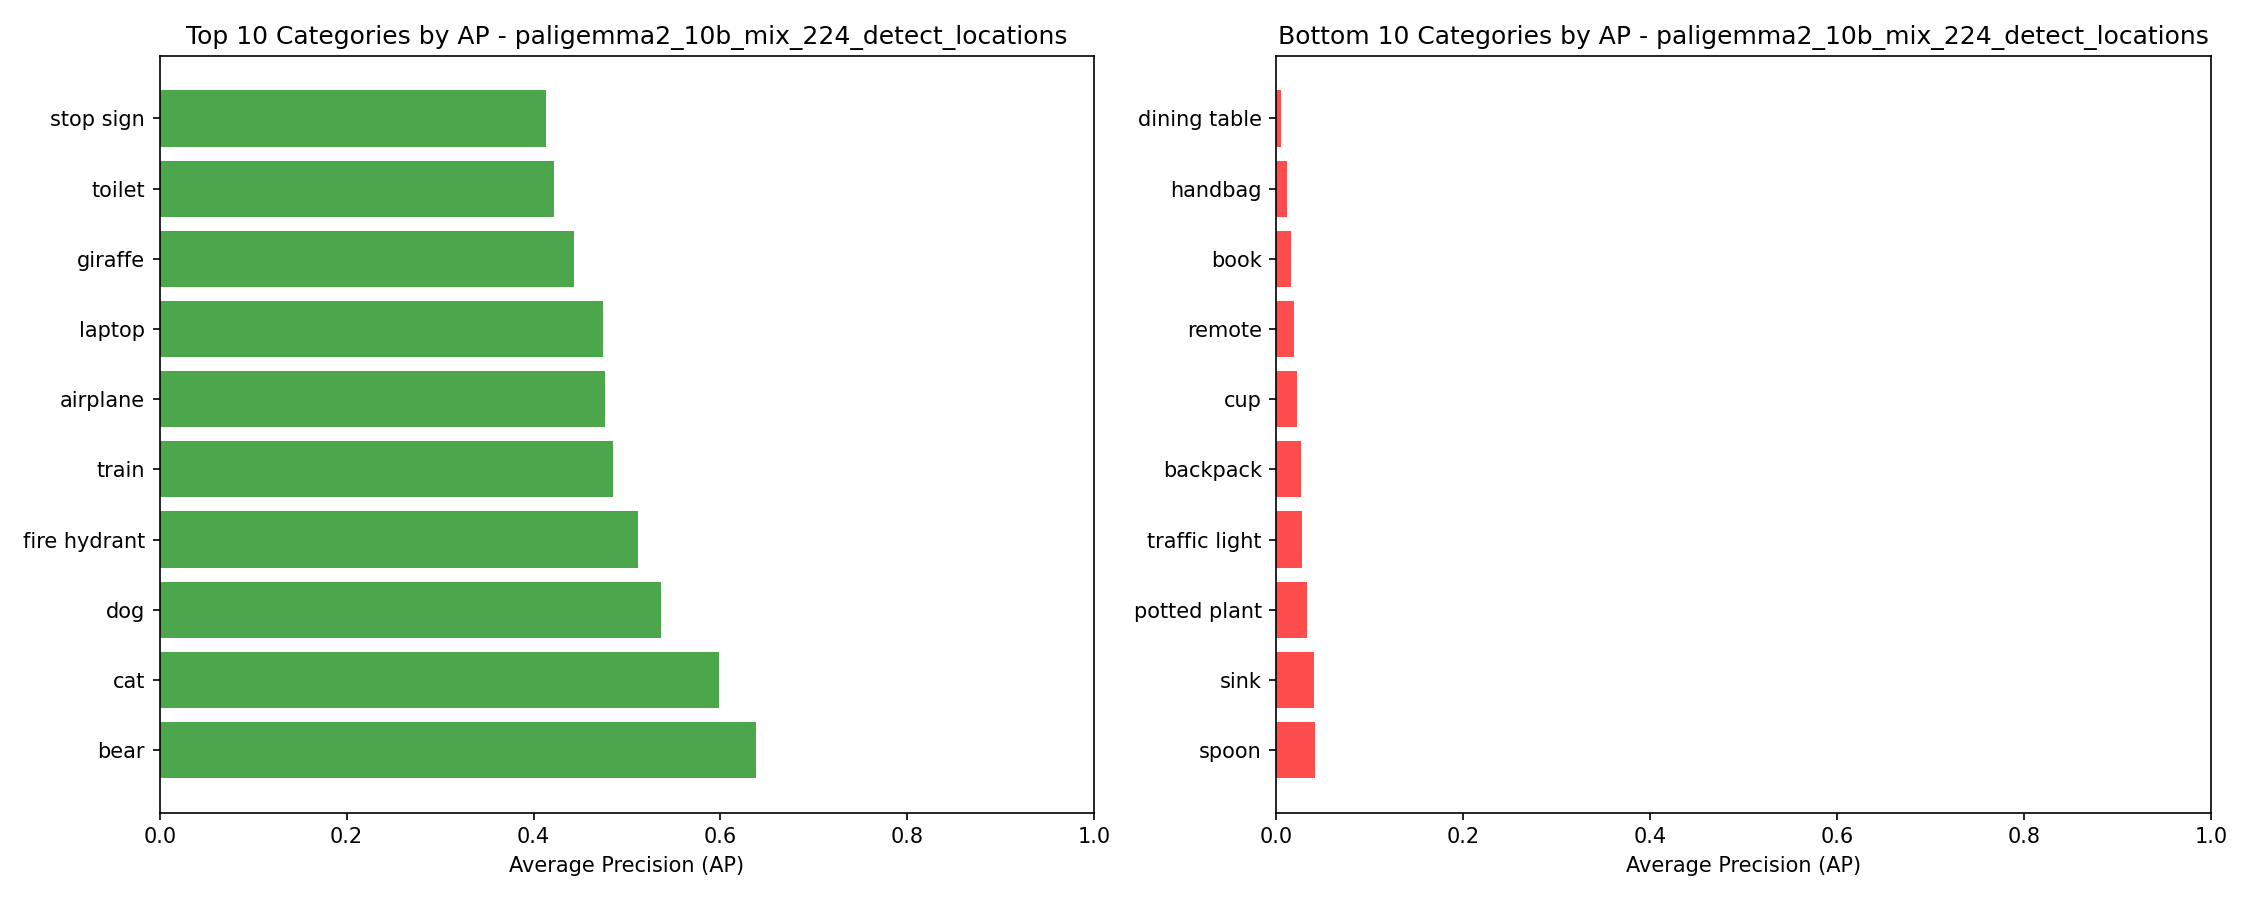 Top 10 Categories by AP - paligemma2_10b_mix_224_detect_locations
stop sign
toilet
giraffe
laptop
airplane
train
fire hydrant
dog
cat
bear
0.0 0.2 0.4 0.6 0.8 1.0
Average Precision (AP)
Bottom 10 Categories by AP - paligemma2_10b_mix_224_detect_locations
dining table
handbag
book
remote
cup
backpack
traffic light
potted plant
sink
spoon
0.0 0.2 0.4 0.6 0.8 1.0
Average Precision (AP)